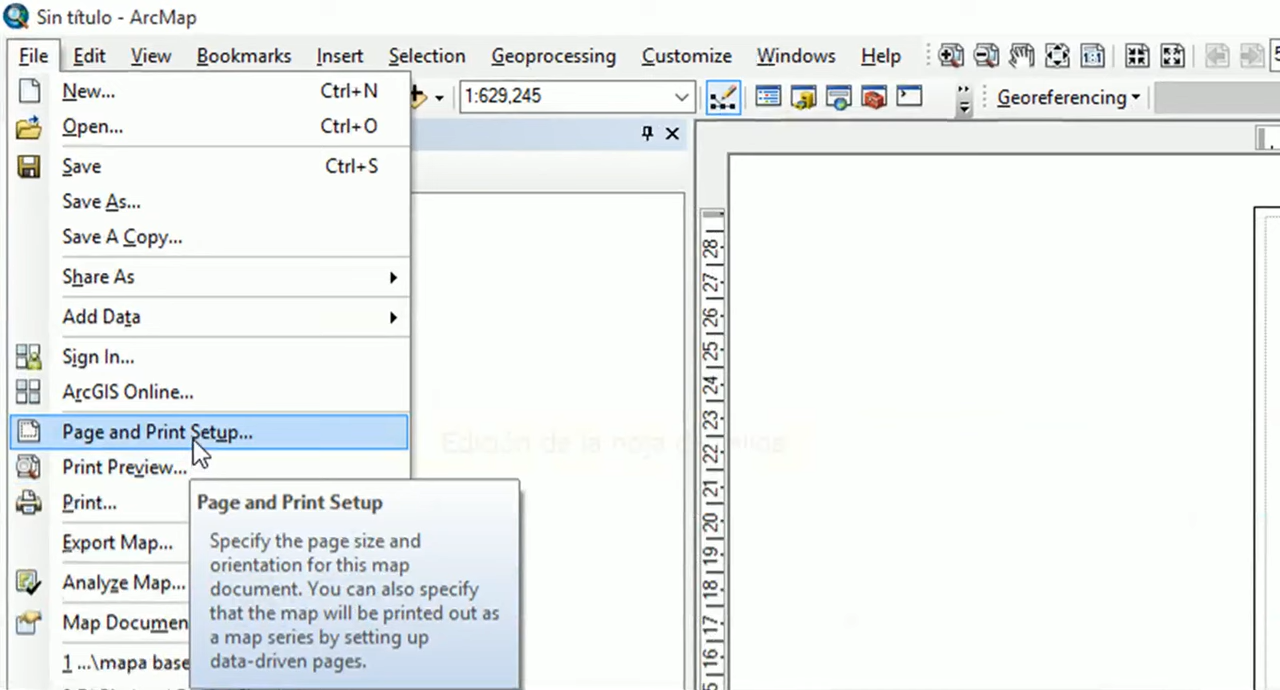 Sin título - ArcMap
File Edit View Bookmarks Insert Selection Geoprocessing Customize Windows Help
1:629,245
Georeferencing
New... Ctrl+N
Open... Ctrl+O
Save Ctrl+S
Save As...
Save A Copy...
Share As
Add Data
Sign In...
ArcGIS Online...
Page and Print Setup...
Print Preview...
Print...
Export Map...
Analyze Map...
Map Documen
1 ...\mapa base
Page and Print Setup
Specify the page size and
orientation for this map
document. You can also specify
that the map will be printed out as
a map series by setting up
data-driven pages.
Edición de la hoja de
28
27
26
25
24
23
22
21
20
19
18
17
16